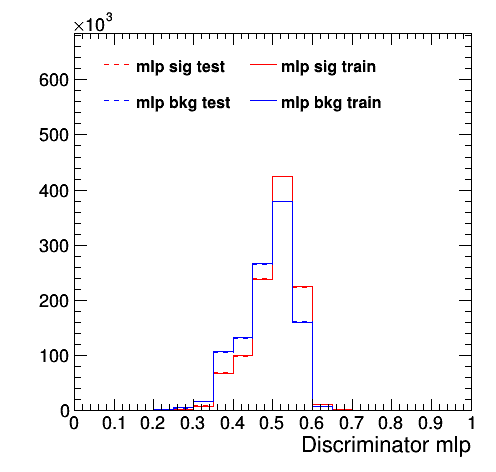 ×10³
mlp sig test
mlp sig train
mlp bkg test
mlp bkg train
600
500
400
300
200
100
0
0 0.1 0.2 0.3 0.4 0.5 0.6 0.7 0.8 0.9 1
Discriminator mlp